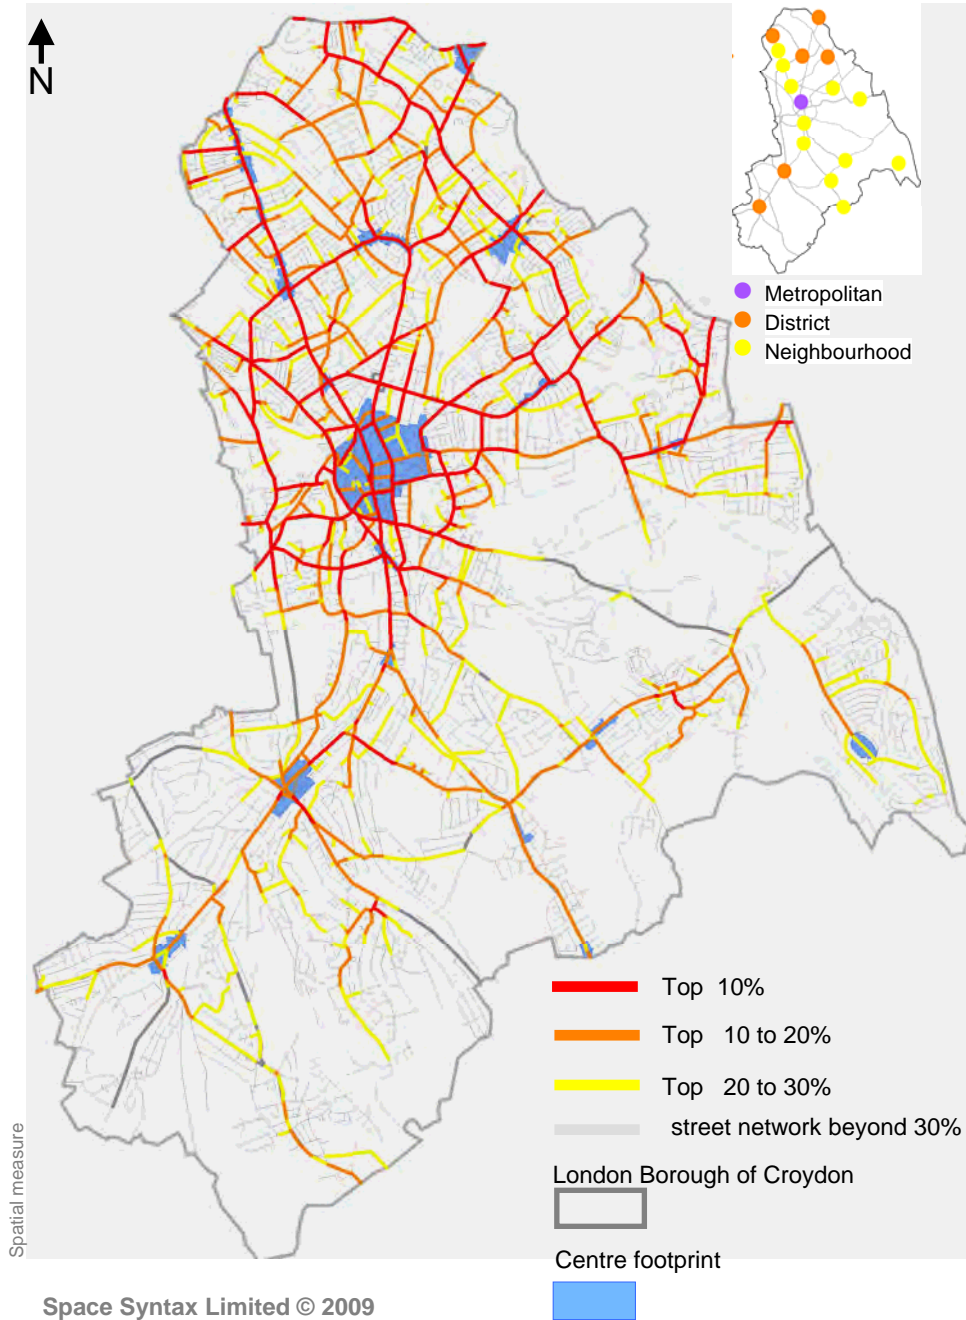 N
Metropolitan
District
Neighbourhood
Top 10%
Top 10 to 20%
Top 20 to 30%
street network beyond 30%
London Borough of Croydon
Centre footprint
Spatial measure
Space Syntax Limited © 2009